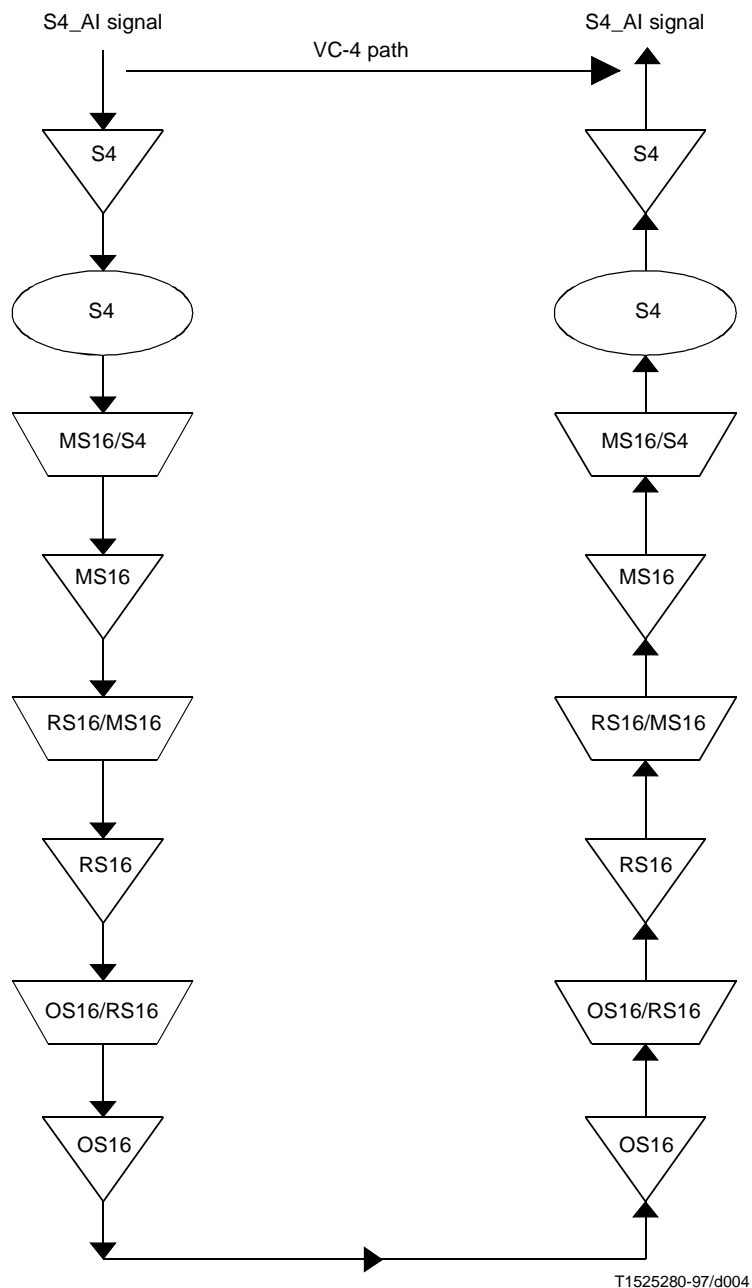 S4_AI signal
S4_AI signal
VC-4 path
S4
S4
S4
S4
MS16/S4
MS16/S4
MS16
MS16
RS16/MS16
RS16/MS16
RS16
RS16
OS16/RS16
OS16/RS16
OS16
OS16
T1525280-97/d004